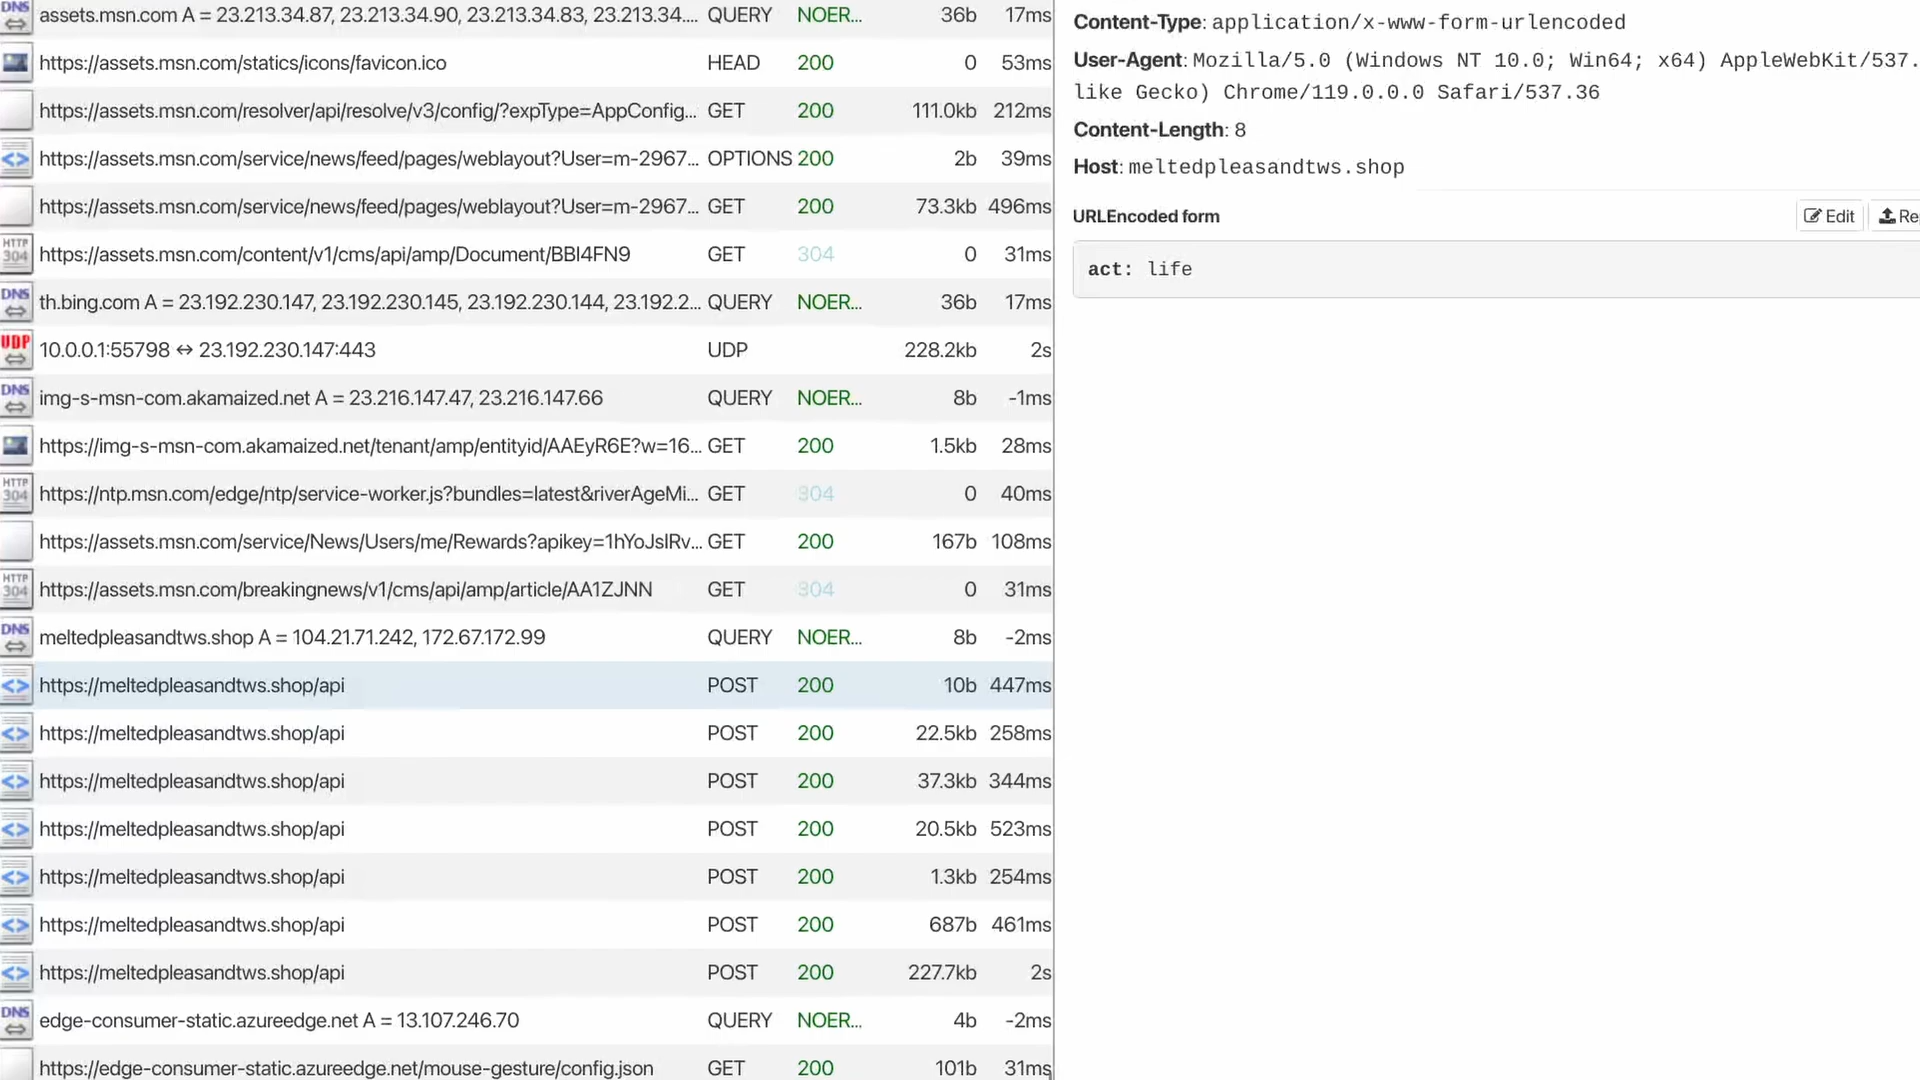 DNS assets.msn.com A = 23.213.34.87, 23.213.34.90, 23.213.34.83, 23.213.34.... QUERY NOER... 36b 17ms
https://assets.msn.com/statics/icons/favicon.ico HEAD 200 0 53ms
https://assets.msn.com/resolver/api/resolve/v3/config/?expType=AppConfig... GET 200 111.0kb 212ms
https://assets.msn.com/service/news/feed/pages/weblayout?User=m-2967... OPTIONS 200 2b 39ms
https://assets.msn.com/service/news/feed/pages/weblayout?User=m-2967... GET 200 73.3kb 496ms
HTTP 304 https://assets.msn.com/content/v1/cms/api/amp/Document/BBI4FN9 GET 304 0 31ms
DNS th.bing.com A = 23.192.230.147, 23.192.230.145, 23.192.230.144, 23.192.2... QUERY NOER... 36b 17ms
UDP 10.0.0.1:55798 ↔ 23.192.230.147:443 UDP 228.2kb 2s
DNS img-s-msn-com.akamaized.net A = 23.216.147.47, 23.216.147.66 QUERY NOER... 8b -1ms
https://img-s-msn-com.akamaized.net/tenant/amp/entityid/AAEyR6E?w=16... GET 200 1.5kb 28ms
HTTP 304 https://ntp.msn.com/edge/ntp/service-worker.js?bundles=latest&riverAgeMi... GET 304 0 40ms
https://assets.msn.com/service/News/Users/me/Rewards?apikey=1hYoJsIRv... GET 200 167b 108ms
HTTP 304 https://assets.msn.com/breakingnews/v1/cms/api/amp/article/AA1ZJNN GET 304 0 31ms
DNS meltedpleasandtws.shop A = 104.21.71.242, 172.67.172.99 QUERY NOER... 8b -2ms
https://meltedpleasandtws.shop/api POST 200 10b 447ms
https://meltedpleasandtws.shop/api POST 200 22.5kb 258ms
https://meltedpleasandtws.shop/api POST 200 37.3kb 344ms
https://meltedpleasandtws.shop/api POST 200 20.5kb 523ms
https://meltedpleasandtws.shop/api POST 200 1.3kb 254ms
https://meltedpleasandtws.shop/api POST 200 687b 461ms
https://meltedpleasandtws.shop/api POST 200 227.7kb 2s
DNS edge-consumer-static.azureedge.net A = 13.107.246.70 QUERY NOER... 4b -2ms
https://edge-consumer-static.azureedge.net/mouse-gesture/config.json GET 200 101b 31ms
Content-Type: application/x-www-form-urlencoded
User-Agent: Mozilla/5.0 (Windows NT 10.0; Win64; x64) AppleWebKit/537.
like Gecko) Chrome/119.0.0.0 Safari/537.36
Content-Length: 8
Host: meltedpleasandtws.shop
URLEncoded form Edit Rep
act: life